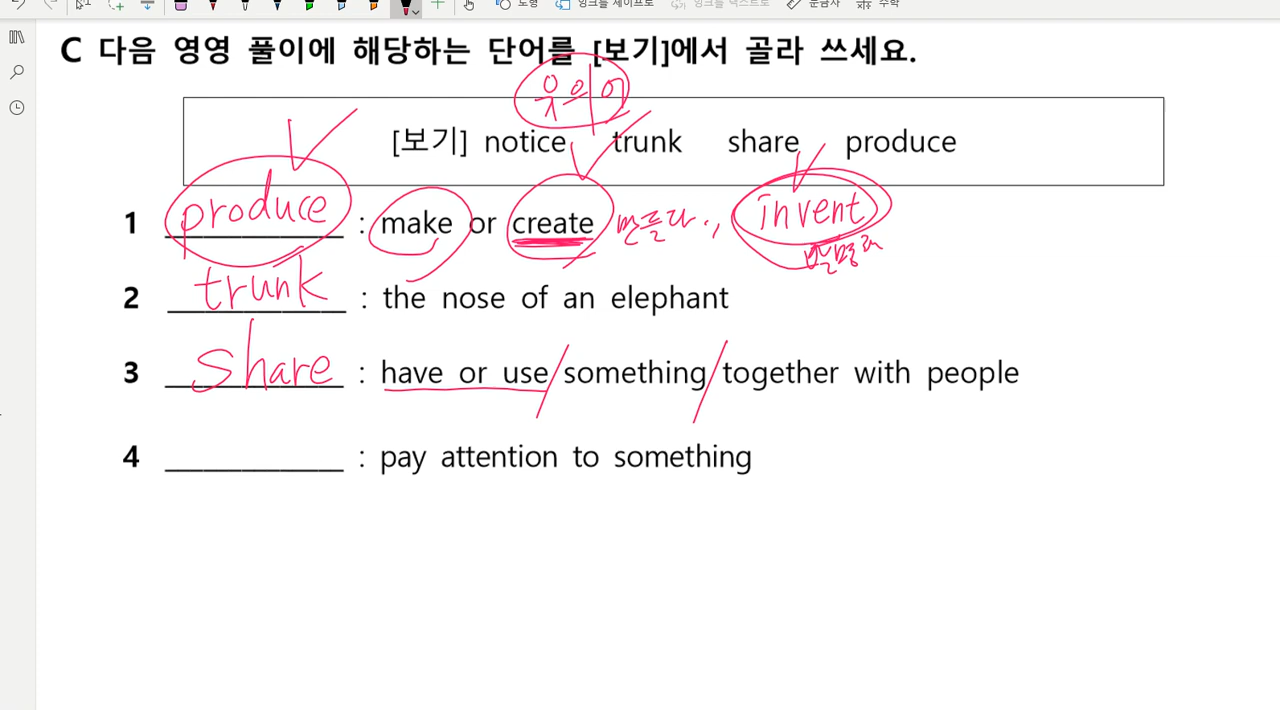 C 다음 영영 풀이에 해당하는 단어를 [보기]에서 골라 쓰세요.
유의어
[보기] notice trunk share produce
1 produce : make or create 만들다 invent
발명
2 trunk : the nose of an elephant
3 share : have or use / something / together with people
4 ____________ : pay attention to something